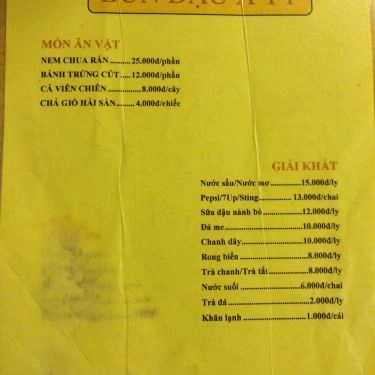 BÚN ĐẬU A TÝ
MÓN ĂN VẶT
NEM CHUA RÁN.......... 25.000đ/phần
BÁNH TRỨNG CÚT..... 12.000đ/phần
CÁ VIÊN CHIÊN ................ 8.000đ/cây
CHẢ GIÒ HẢI SẢN......... 4.000đ/chiếc
GIẢI KHÁT
Nước sấu/Nước mơ ...............15.000đ/ly
Pepsi/7Up/Sting............. 13.000đ/chai
Sữa đậu nành bò...............12.000đ/ly
Đá me..............................10.000đ/ly
Chanh dây.......................10.000đ/ly
Rong biển..........................8.000đ/ly
Trà chanh/Trà tắt..............8.000đ/ly
Nước suối ......................6.000đ/chai
Trà đá ...............................2.000đ/ly
Khăn lạnh .......................1.000đ/cái